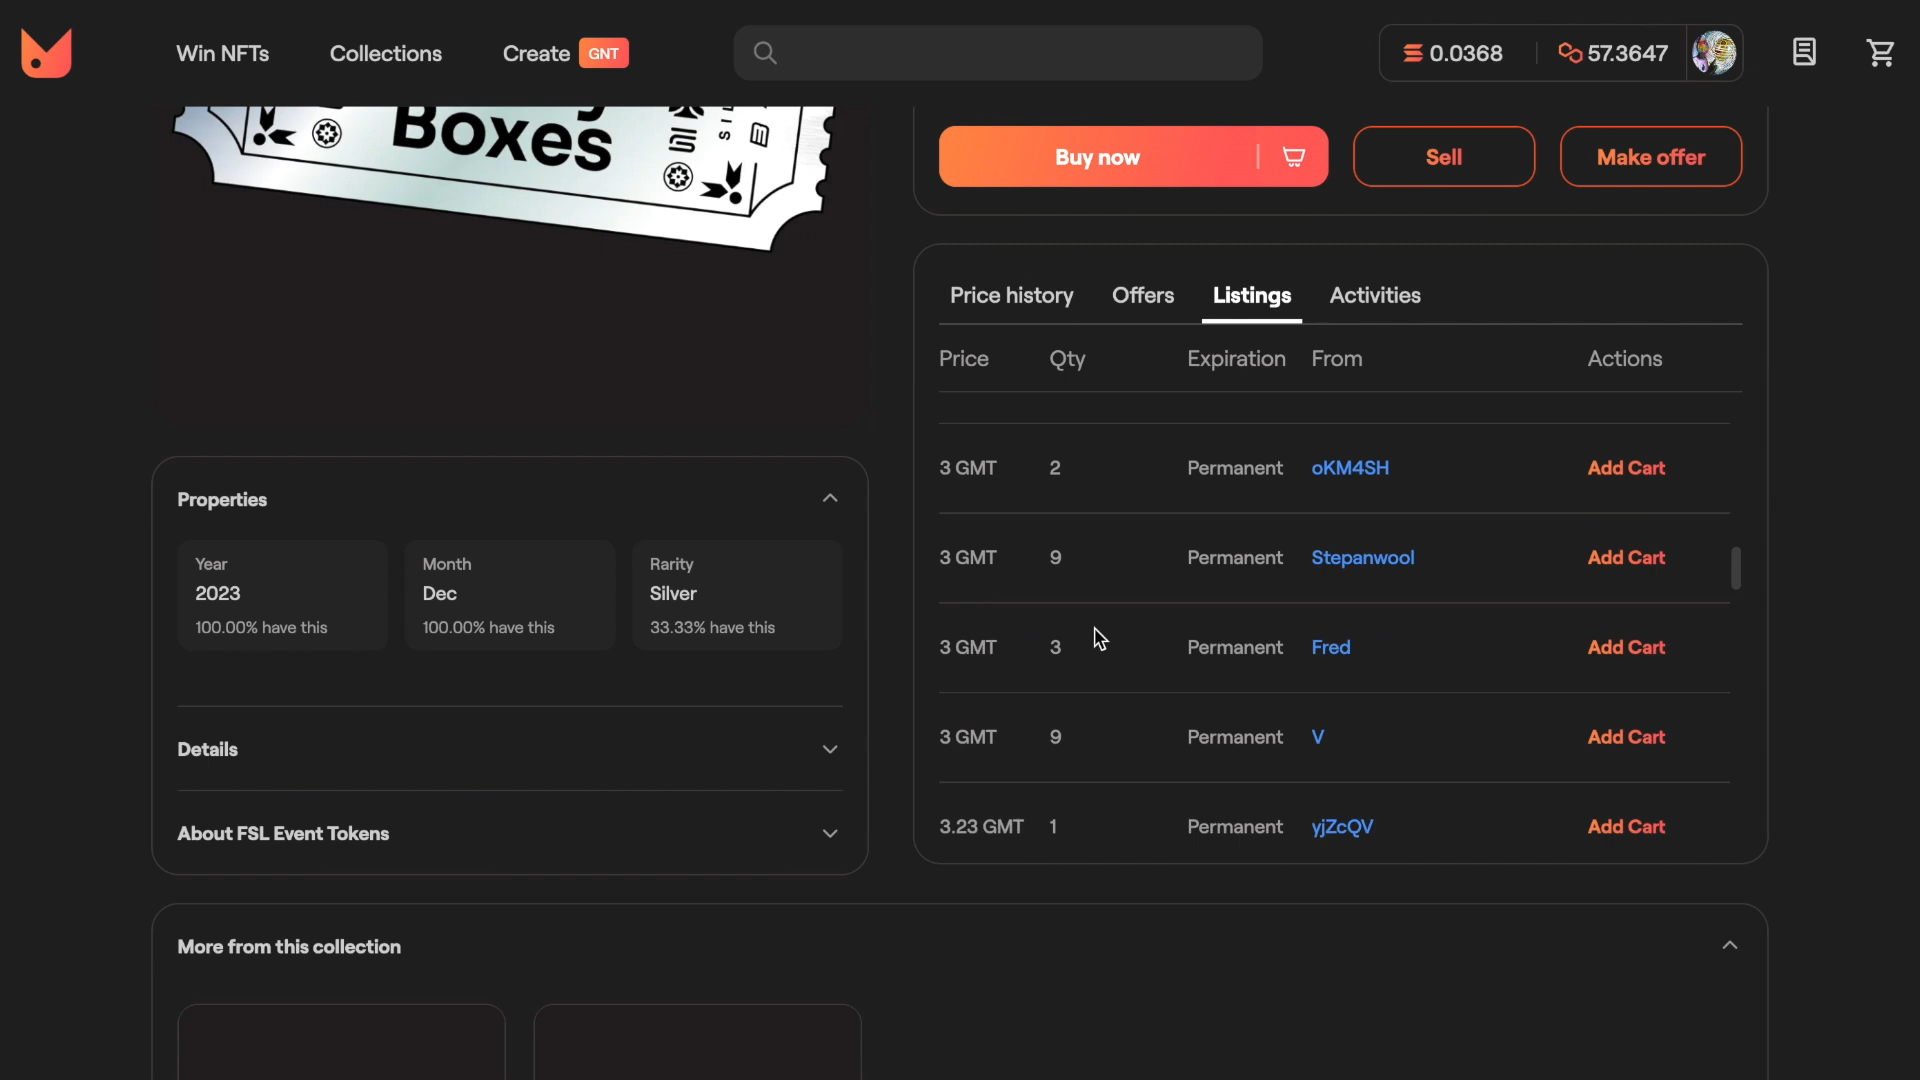 Win NFTs
Collections
Create GNT
0.0368
57.3647
Boxes
Buy now
Sell
Make offer
Price history
Offers
Listings
Activities
Price Qty Expiration From Actions
3 GMT 2 Permanent oKM4SH Add Cart
3 GMT 9 Permanent Stepanwool Add Cart
3 GMT 3 Permanent Fred Add Cart
3 GMT 9 Permanent V Add Cart
3.23 GMT 1 Permanent yjZcQV Add Cart
Properties
Year
2023
100.00% have this
Month
Dec
100.00% have this
Rarity
Silver
33.33% have this
Details
About FSL Event Tokens
More from this collection